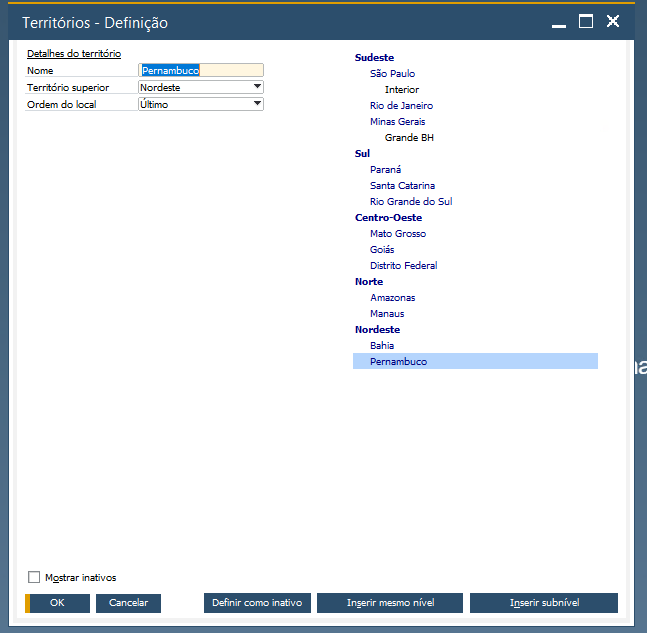 Territórios - Definição
Detalhes do território
Nome Pernambuco
Território superior Nordeste
Ordem do local Último
Sudeste
São Paulo
Interior
Rio de Janeiro
Minas Gerais
Grande BH
Sul
Paraná
Santa Catarina
Rio Grande do Sul
Centro-Oeste
Mato Grosso
Goiás
Distrito Federal
Norte
Amazonas
Manaus
Nordeste
Bahia
Pernambuco
Mostrar inativos
OK Cancelar Definir como inativo Inserir mesmo nível Inserir subnível